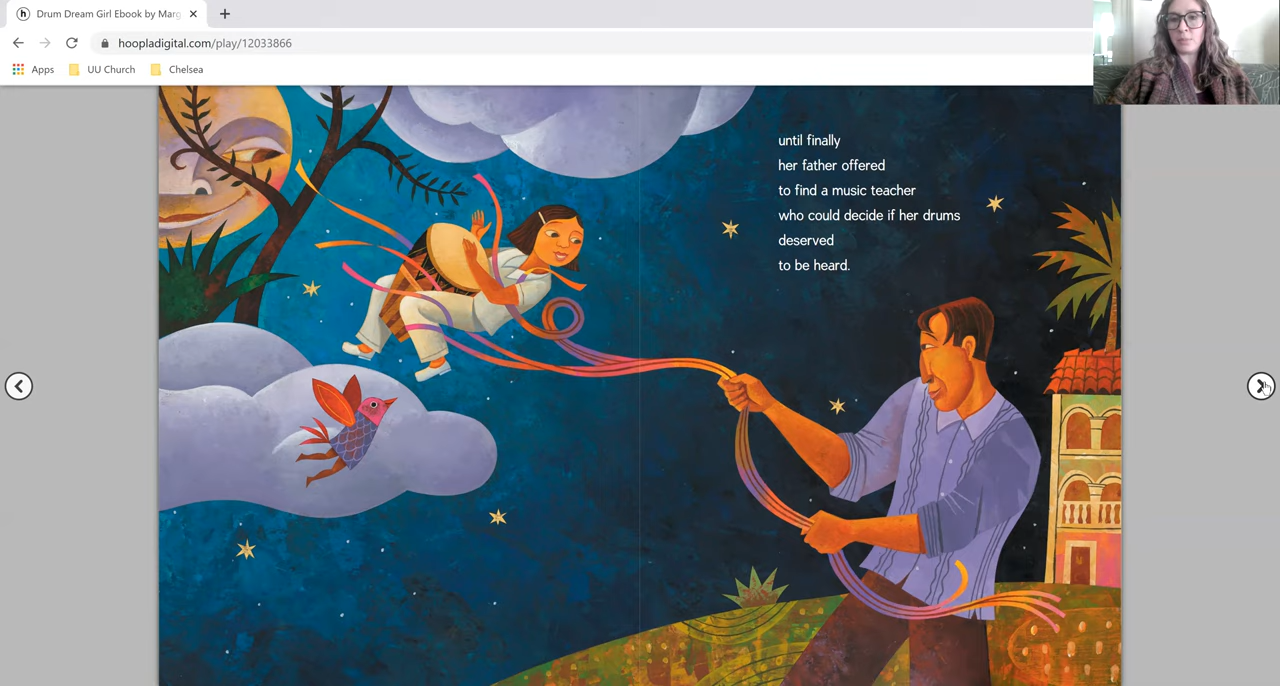 Drum Dream Girl Ebook by Marg
hoopladigital.com/play/12033866
Apps
UU Church
Chelsea
until finally
her father offered
to find a music teacher
who could decide if her drums
deserved
to be heard.